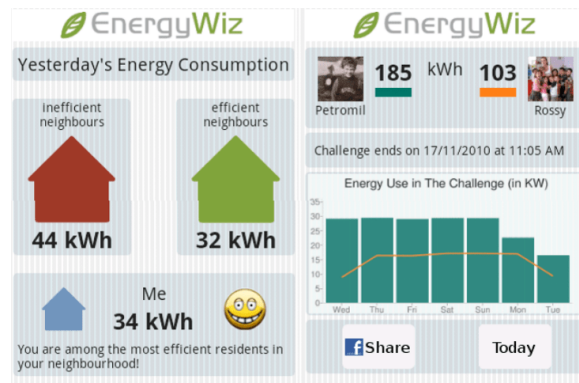 EnergyWiz
Yesterday's Energy Consumption
inefficient
neighbours
44 kWh
efficient
neighbours
32 kWh
Me
34 kWh
You are among the most efficient residents in
your neighbourhood!
EnergyWiz
185 kWh 103
Petromil Rossy
Challenge ends on 17/11/2010 at 11:05 AM
Energy Use in The Challenge (in KW)
35
30
25
20
15
10
5
0
Wed Thu Fri Sat Sun Mon Tue
f Share
Today